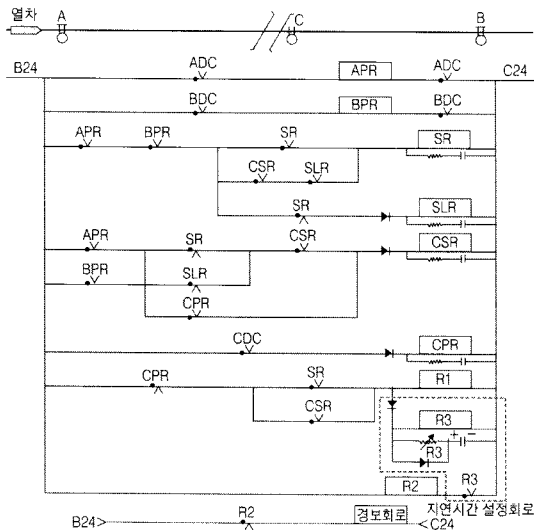 열차 A C B
B24 ADC APR ADC C24
BDC BPR BDC
APR BPR SR SR
CSR SLR
SR SLR
APR SR CSR CSR
BPR SLR
CPR
CDC CPR
CPR SR R1
CSR R3
+ −
R3
R2 R3
지연시간 설정회로
B24> R2 경보회로 <C24